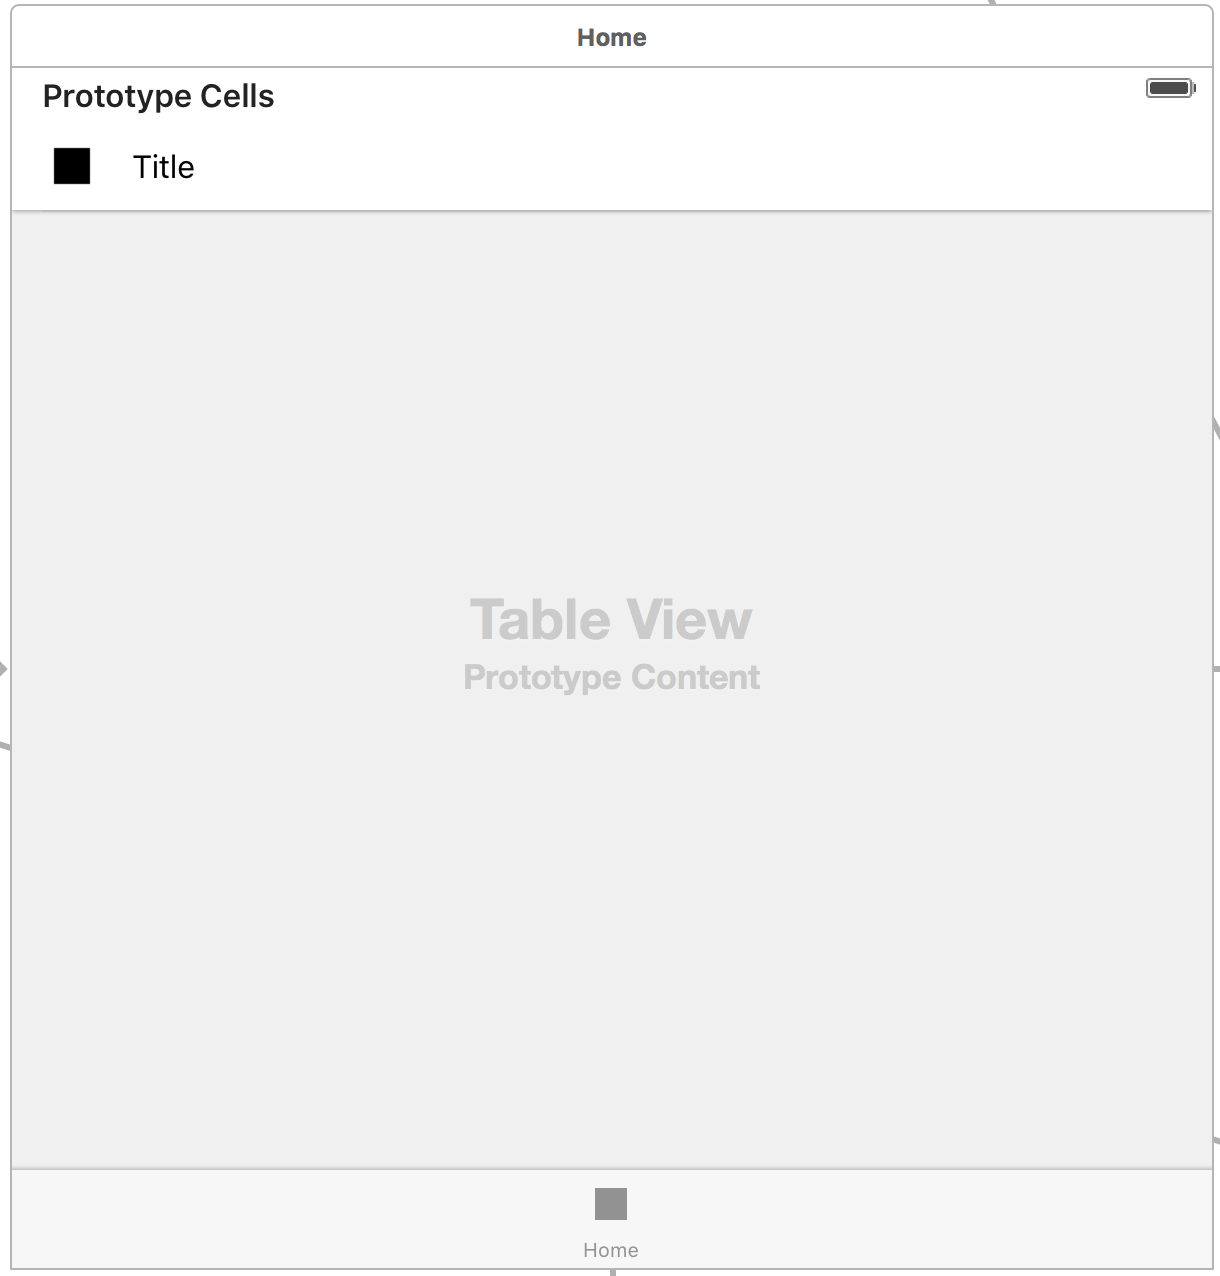 Home
Prototype Cells
Title
Table View
Prototype Content
Home